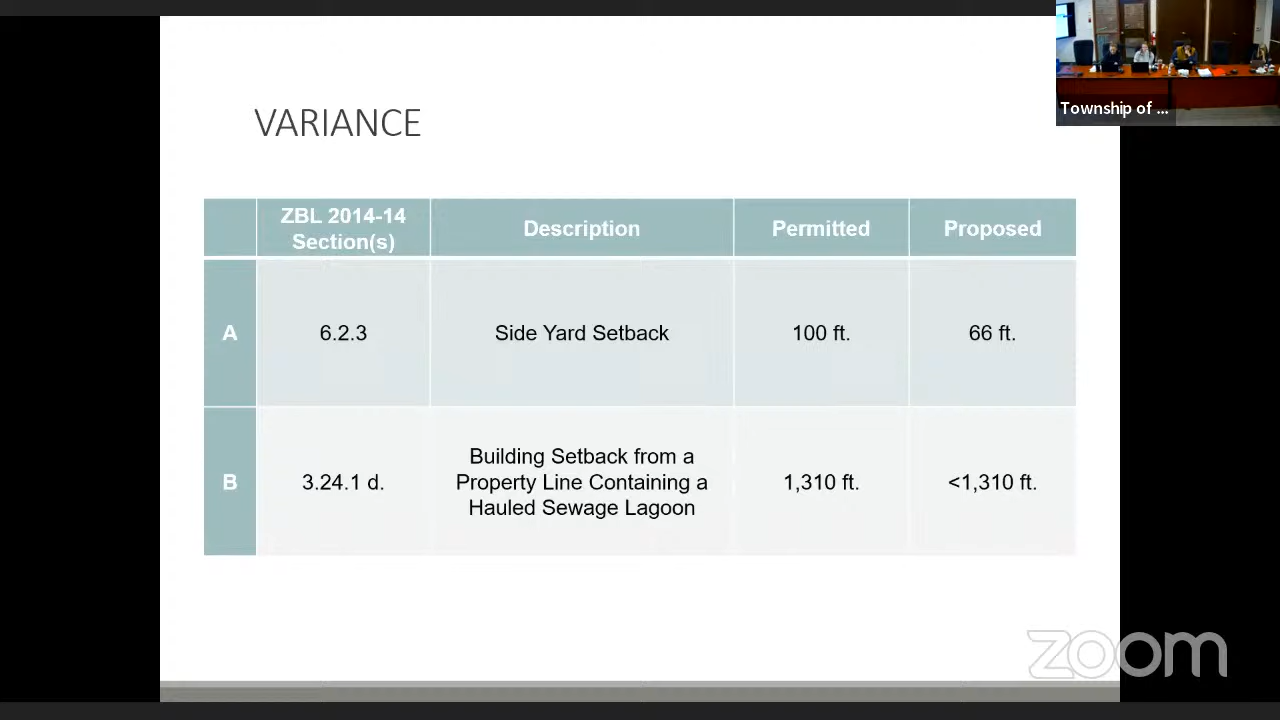 Township of ...
VARIANCE
ZBL 2014-14
Section(s)
Description
Permitted
Proposed
A
6.2.3
Side Yard Setback
100 ft.
66 ft.
B
3.24.1 d.
Building Setback from a
Property Line Containing a
Hauled Sewage Lagoon
1,310 ft.
<1,310 ft.
zoom